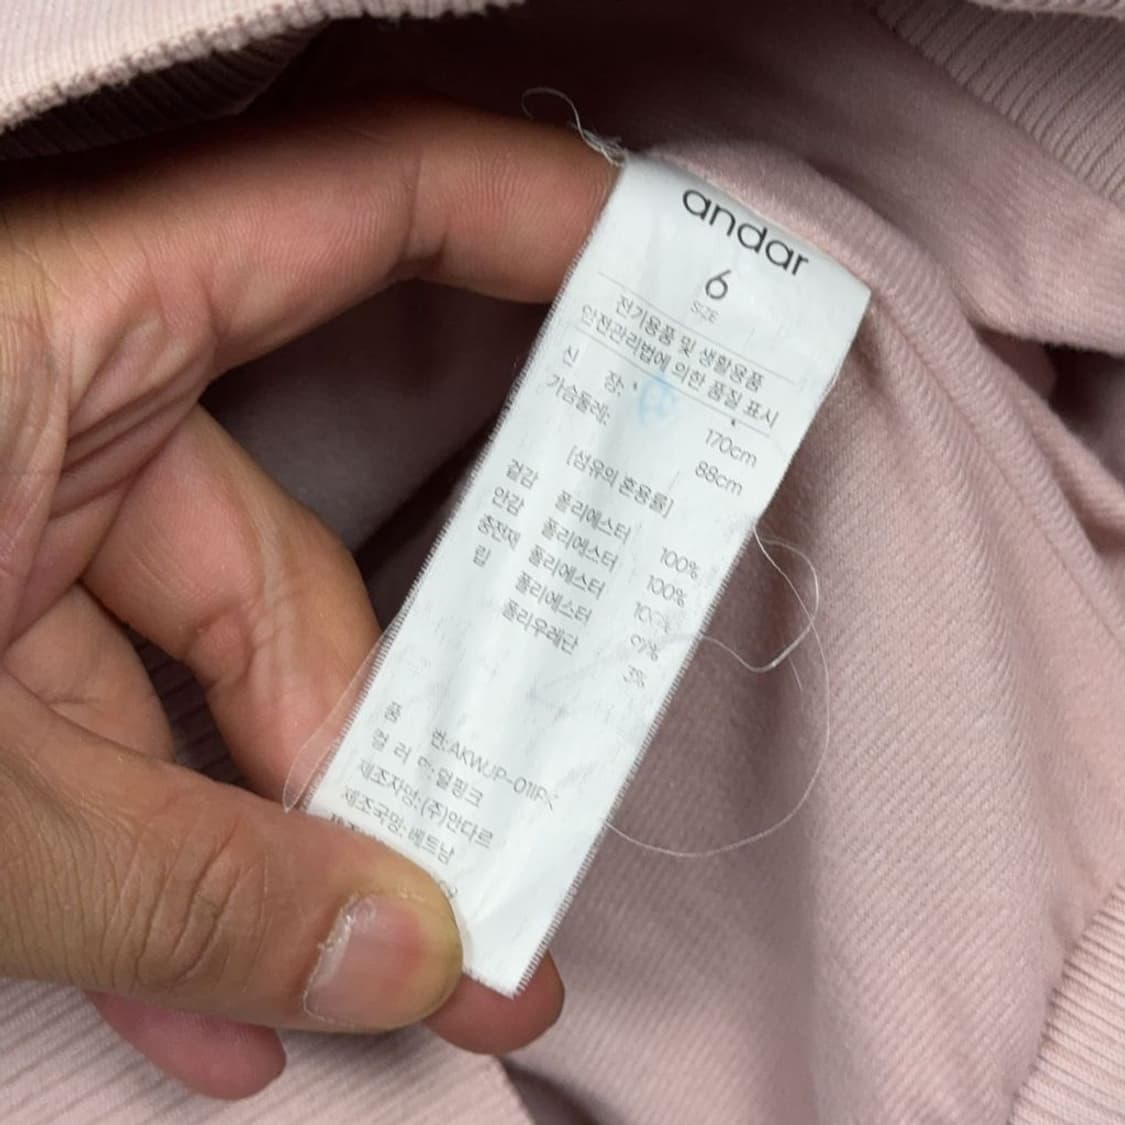 andar
6
SIZE
전기용품 및 생활용품
안전관리법에 의한 품질 표시
신 장: 170cm
가슴둘레: 88cm
[섬유의 혼용률]
겉감 폴리에스터 100%
안감 폴리에스터 100%
충전재 폴리에스터 100%
립 폴리에스터 97%
폴리우레탄 3%
품 번:AKWJP-01IPK
컬 러 명:덜핑크
제조자명:(주)안다르
제조국명:베트남